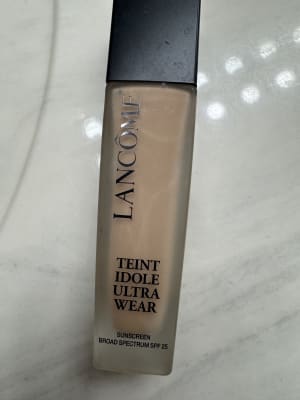 LANCÔME
TEINT
IDOLE
ULTRA
WEAR
SUNSCREEN
BROAD SPECTRUM SPF 25